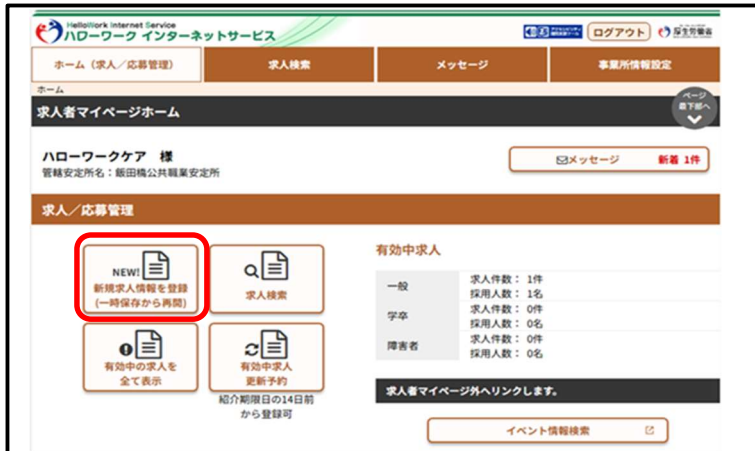 HelloWork Internet Service
ハローワーク インターネットサービス
ログアウト
厚生労働省
ホーム（求人／応募管理）
求人検索
メッセージ
事業所情報設定
ホーム
ページ
最下部へ
求人者マイページホーム
ハローワークケア 様
管轄安定所名：飯田橋公共職業安定所
メッセージ 新着 1件
求人／応募管理
NEW!
新規求人情報を登録
(一時保存から再開)
求人検索
有効中の求人を
全て表示
有効中求人
更新予約
紹介期限日の14日前
から登録可
有効中求人
一般
求人件数： 1件
採用人数： 1名
学卒
求人件数： 0件
採用人数： 0名
障害者
求人件数： 0件
採用人数： 0名
求人者マイページ外へリンクします。
イベント情報検索